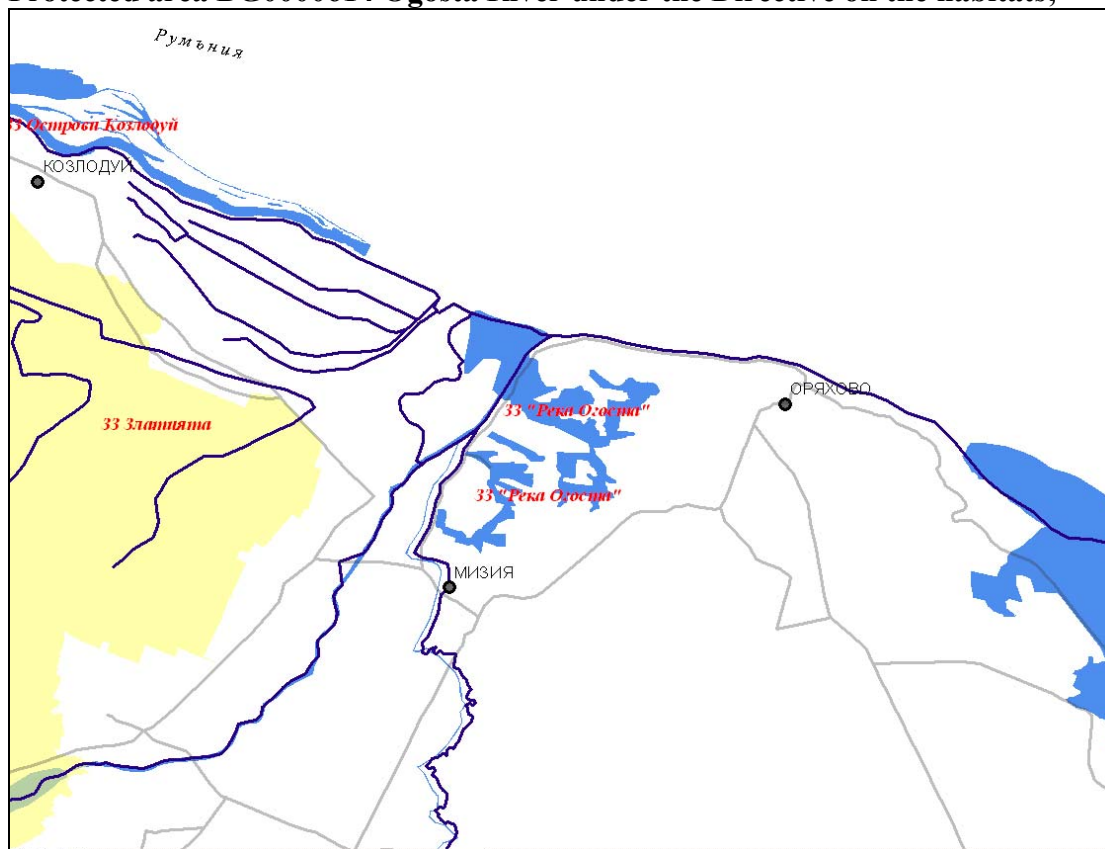 Protected area BG0000614 Ogosta River under the Directive on the habitats;
Румъния
ЗЗ Острови Козлодуй
КОЗЛОДУЙ
ОРЯХОВО
ЗЗ "Река Огоста"
ЗЗ Златията
ЗЗ "Река Огоста"
МИЗИЯ